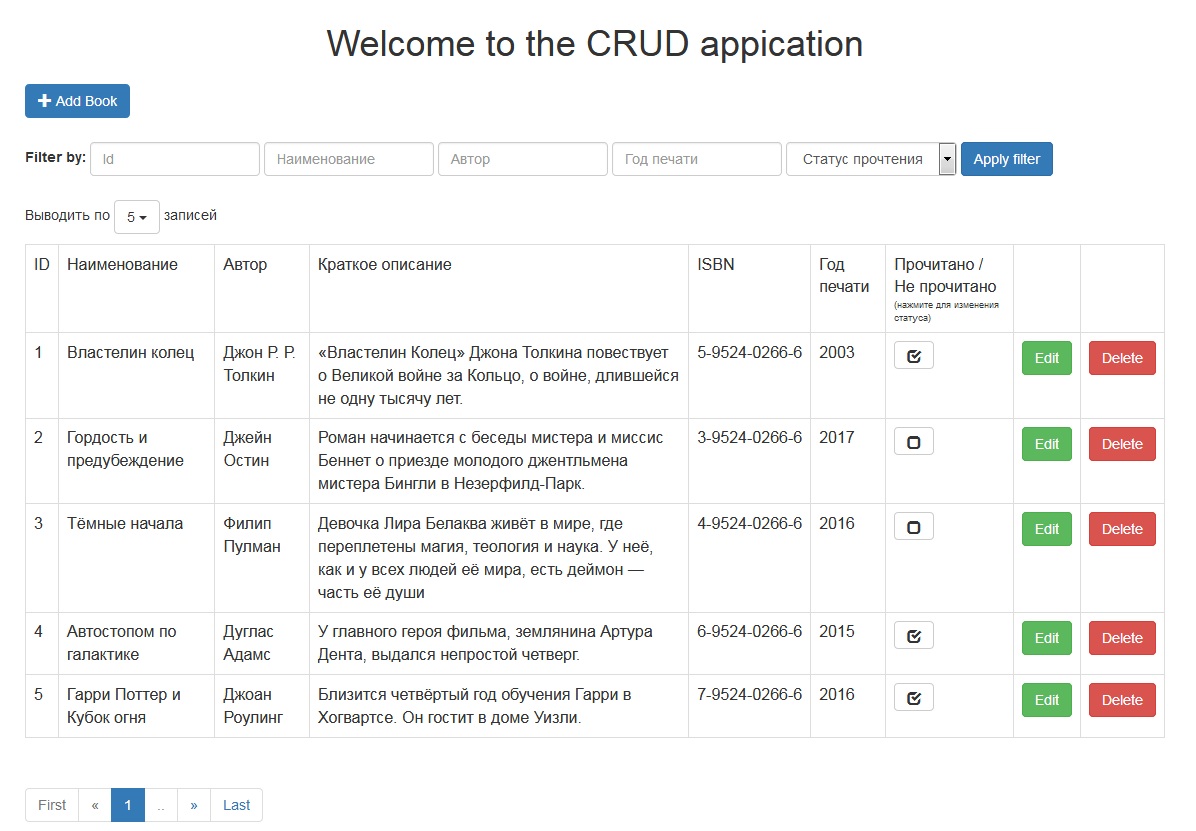 Welcome to the CRUD appication
Add Book
Filter by: Id Наименование Автор Год печати Статус прочтения Apply filter
Выводить по 5 записей
ID Наименование Автор Краткое описание ISBN Год Прочитано /
печати Не прочитано
(нажмите для изменения
статуса)
1 Властелин колец Джон Р. Р. «Властелин Колец» Джона Толкина повествует 5-9524-0266-6 2003 Edit Delete
Толкин о Великой войне за Кольцо, о войне, длившейся
не одну тысячу лет.
2 Гордость и Джейн Роман начинается с беседы мистера и миссис 3-9524-0266-6 2017 Edit Delete
предубеждение Остин Беннет о приезде молодого джентльмена
мистера Бингли в Незерфилд-Парк.
3 Тёмные начала Филип Девочка Лира Белаква живёт в мире, где 4-9524-0266-6 2016 Edit Delete
Пулман переплетены магия, теология и наука. У неё,
как и у всех людей её мира, есть деймон —
часть её души
4 Автостопом по Дуглас У главного героя фильма, землянина Артура 6-9524-0266-6 2015 Edit Delete
галактике Адамс Дента, выдался непростой четверг.
5 Гарри Поттер и Джоан Близится четвёртый год обучения Гарри в 7-9524-0266-6 2016 Edit Delete
Кубок огня Роулинг Хогвартсе. Он гостит в доме Уизли.
First « 1 .. » Last